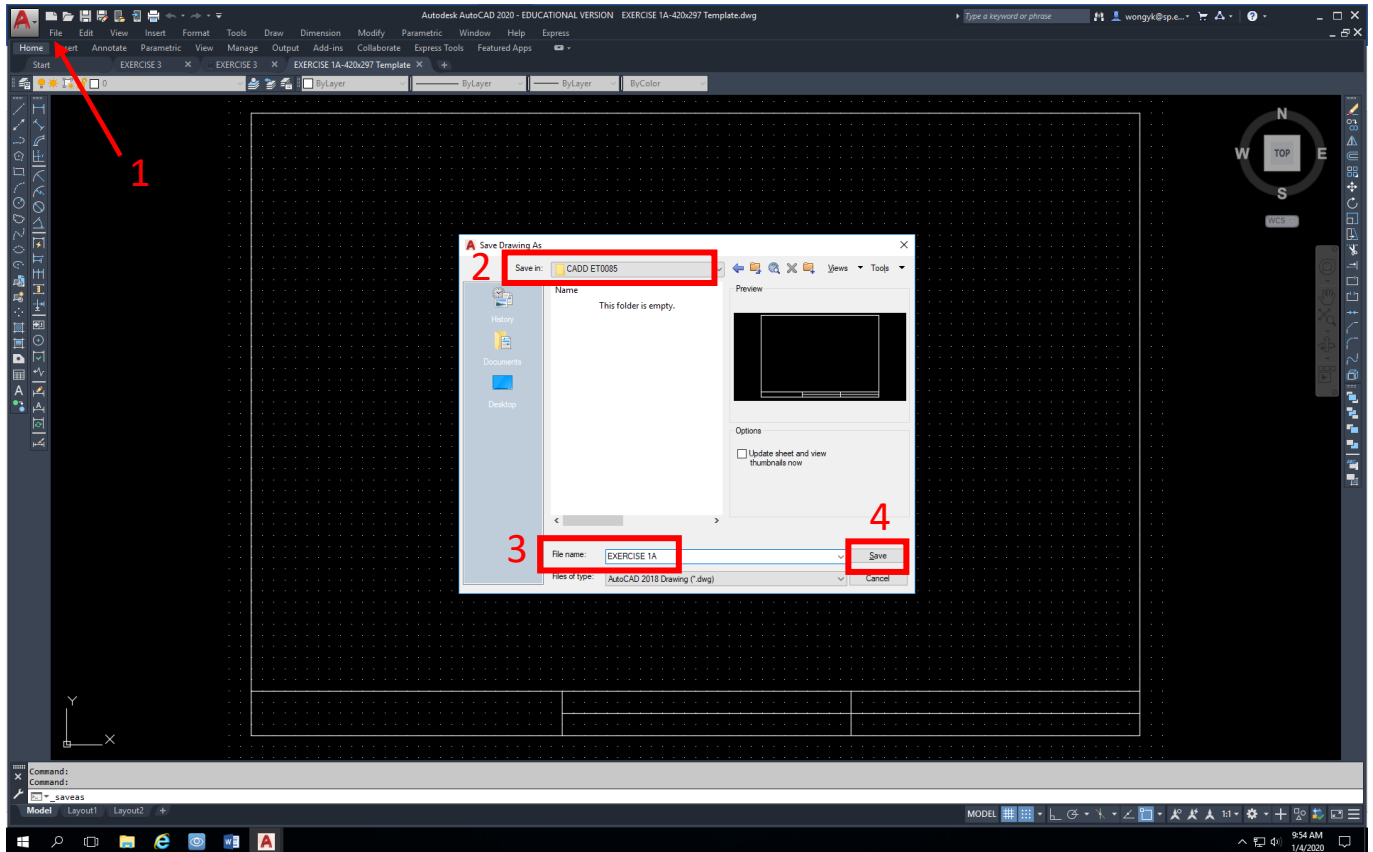 Autodesk AutoCAD 2020 - EDUCATIONAL VERSION EXERCISE 1A-420x297 Template.dwg
Type a keyword or phrase
wongyk@sp.e...
File Edit View Insert Format Tools Draw Dimension Modify Parametric Window Help Express
Home Insert Annotate Parametric View Manage Output Add-ins Collaborate Express Tools Featured Apps
Start EXERCISE 3 EXERCISE 3 EXERCISE 1A-420x297 Template
0 ByLayer ByLayer ByLayer ByColor
1
N
W TOP E
S
WCS
Save Drawing As
2
Save in: CADD ET0085 Views Tools
Name
This folder is empty.
Preview
History
Documents
Desktop
Options
Update sheet and view
thumbnails now
4
3
File name: EXERCISE 1A Save
Files of type: AutoCAD 2018 Drawing (*.dwg) Cancel
Y
X
Command:
Command:
_saveas
Model Layout1 Layout2 +
MODEL 1:1
9:54 AM
1/4/2020